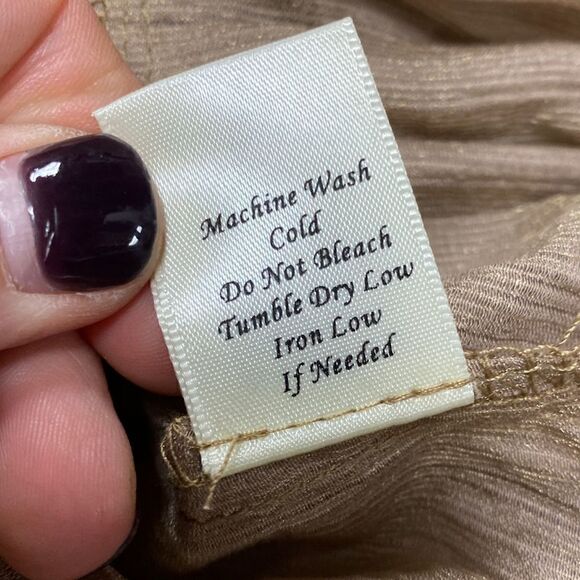 Machine Wash
Cold
Do Not Bleach
Tumble Dry Low
Iron Low
If Needed